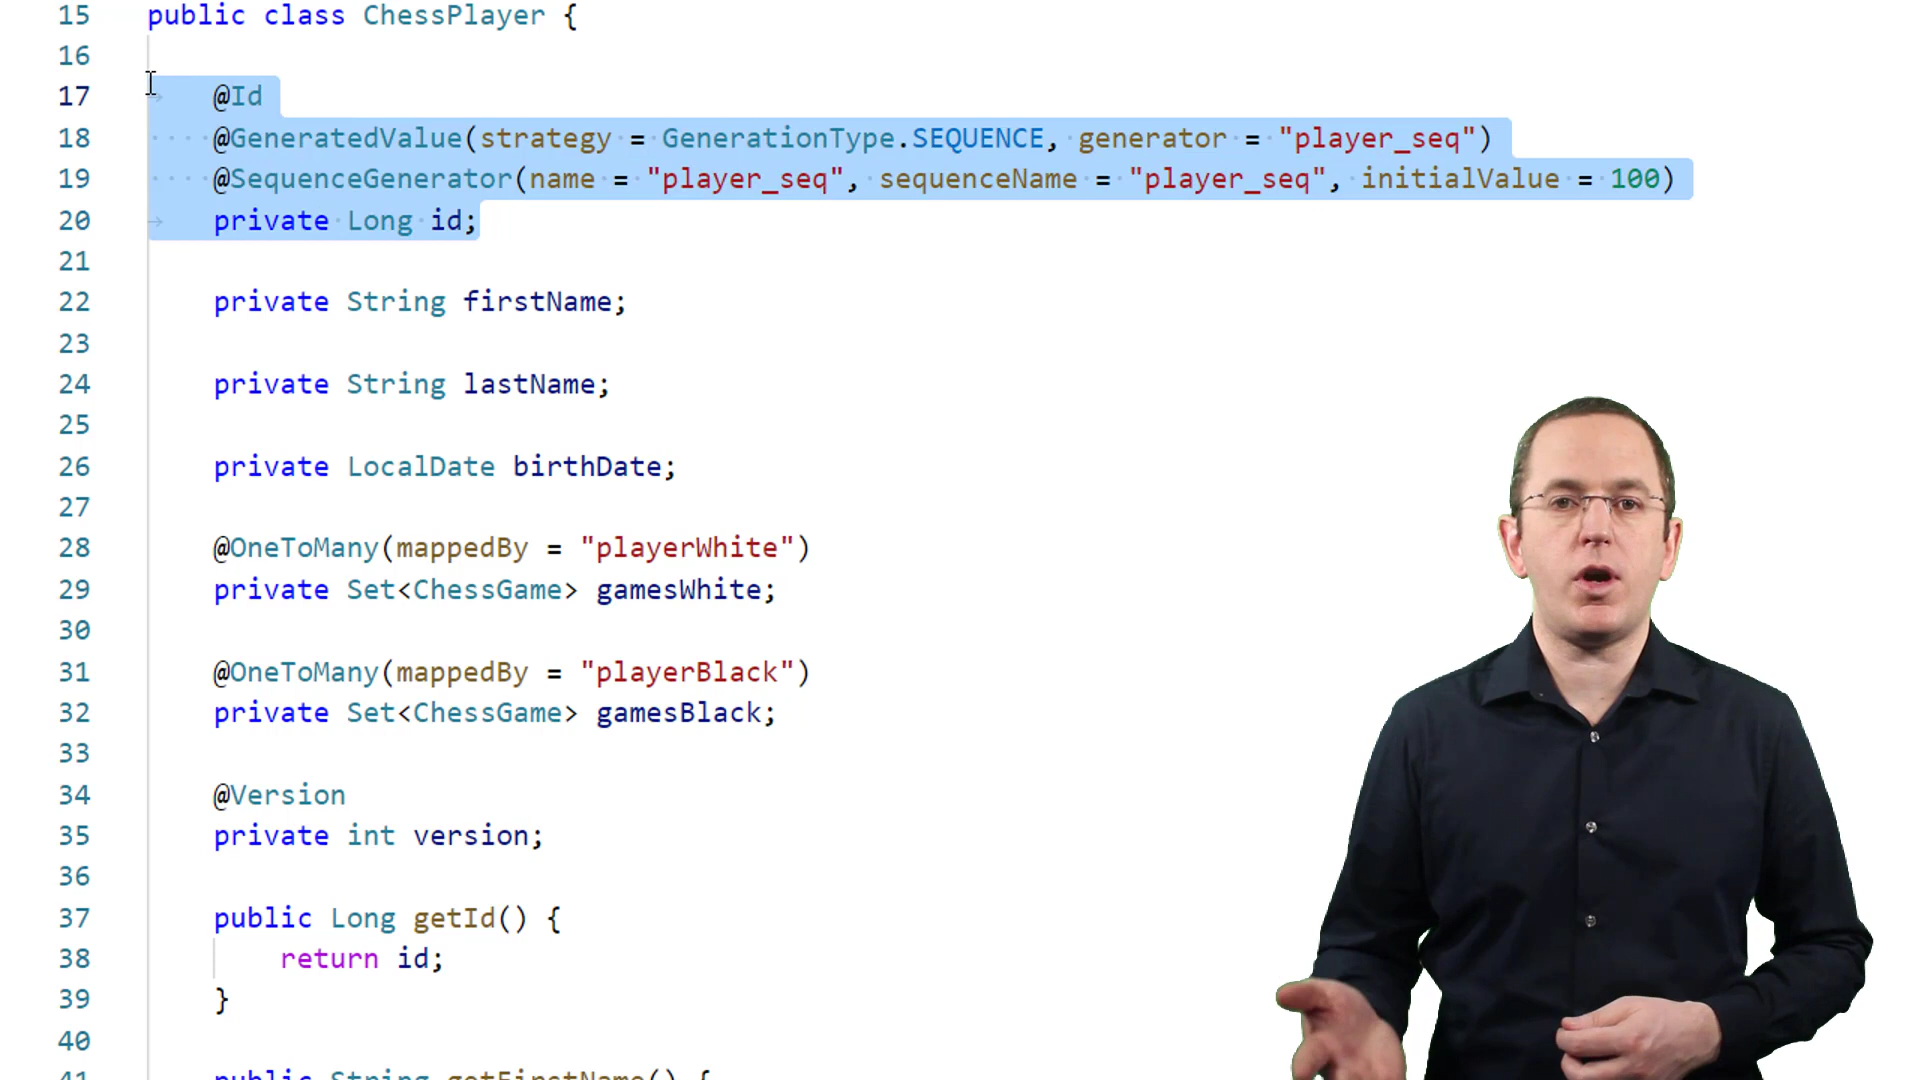 15 public class ChessPlayer {
16
17 @Id
18 @GeneratedValue(strategy = GenerationType.SEQUENCE, generator = "player_seq")
19 @SequenceGenerator(name = "player_seq", sequenceName = "player_seq", initialValue = 100)
20 private Long id;
21
22 private String firstName;
23
24 private String lastName;
25
26 private LocalDate birthDate;
27
28 @OneToMany(mappedBy = "playerWhite")
29 private Set<ChessGame> gamesWhite;
30
31 @OneToMany(mappedBy = "playerBlack")
32 private Set<ChessGame> gamesBlack;
33
34 @Version
35 private int version;
36
37 public Long getId() {
38 return id;
39 }
40
41 public String getFirstName() {